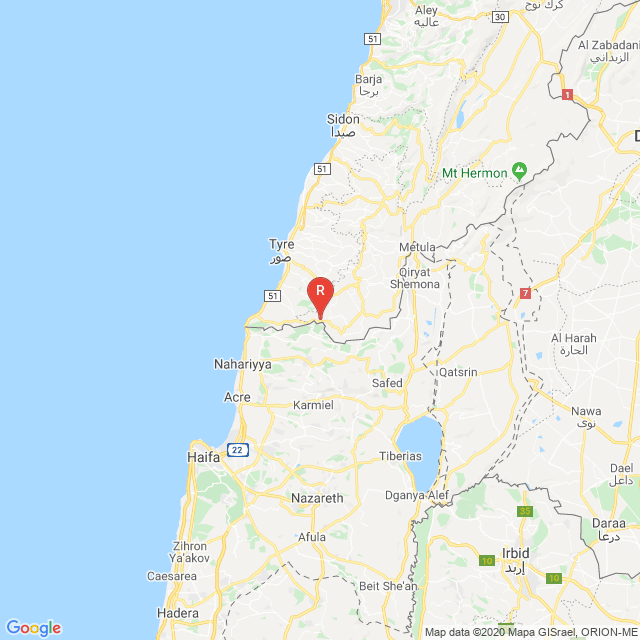 Aley
عاليه
كرك نوح
30
51
Al Zabadani
الزبداني
Barja
برجا
1
Sidon
صيدا
D
51
Mt Hermon
Tyre
صور
Metula
Qiryat
Shemona
51
R
7
Al Harah
الحارة
Nahariyya
Safed
Qatsrin
Acre
Karmiel
Nawa
نوى
22
Haifa
Tiberias
Dael
داعل
Nazareth
Dganya Alef
35
Daraa
درعا
Afula
Zihron
Ya'akov
10
Irbid
إربد
Caesarea
Beit She'an
10
Hadera
Google
Map data ©2020 Mapa GISrael, ORION-ME